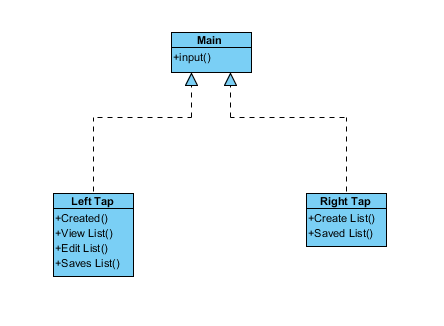 Main
+input()
Left Tap
+Created()
+View List()
+Edit List()
+Saves List()
Right Tap
+Create List()
+Saved List()